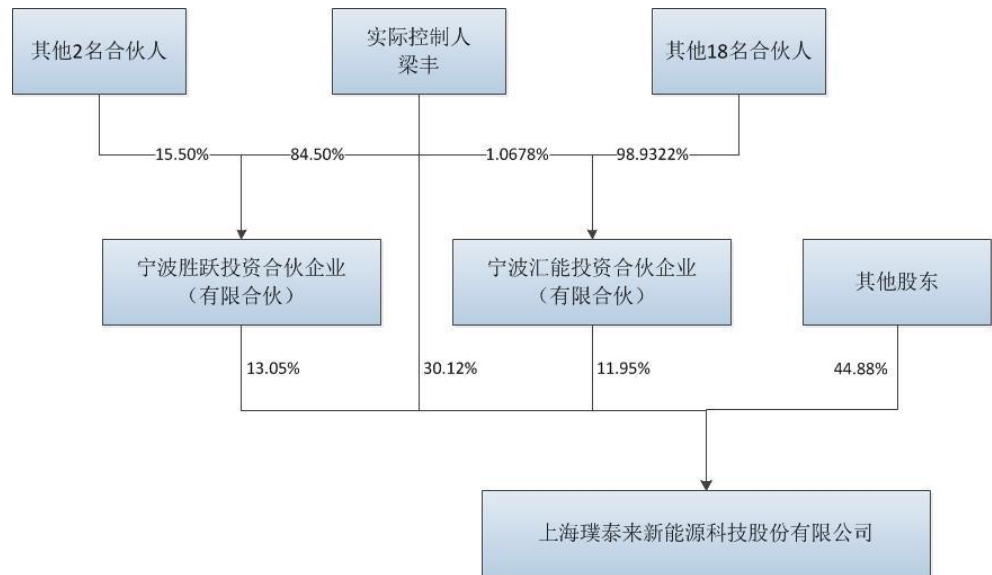 其他2名合伙人
实际控制人
梁丰
其他18名合伙人
15.50%
84.50%
1.0678%
98.9322%
宁波胜跃投资合伙企业
（有限合伙）
宁波汇能投资合伙企业
（有限合伙）
其他股东
13.05%
30.12%
11.95%
44.88%
上海璞泰来新能源科技股份有限公司